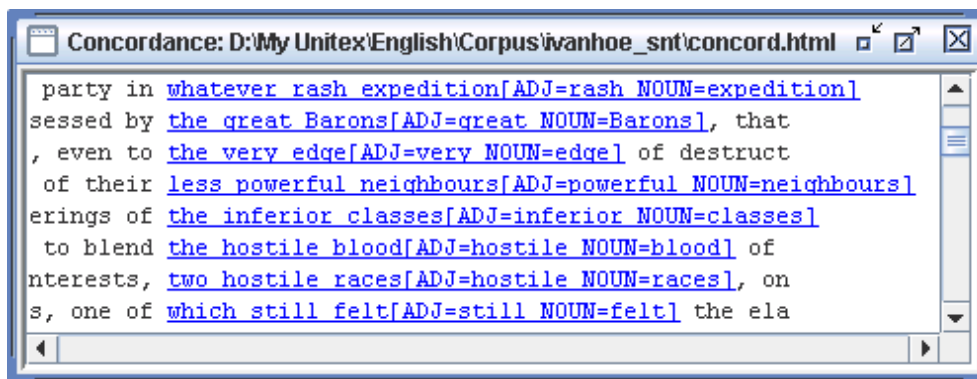 Concordance: D:\My Unitex\English\Corpus\ivanhoe_snt\concord.html
party in whatever rash expedition[ADJ=rash NOUN=expedition]
sessed by the great Barons[ADJ=great NOUN=Barons], that
, even to the very edge[ADJ=very NOUN=edge] of destruct
of their less powerful neighbours[ADJ=powerful NOUN=neighbours]
erings of the inferior classes[ADJ=inferior NOUN=classes]
to blend the hostile blood[ADJ=hostile NOUN=blood] of
nterests, two hostile races[ADJ=hostile NOUN=races], on
s, one of which still felt[ADJ=still NOUN=felt] the ela